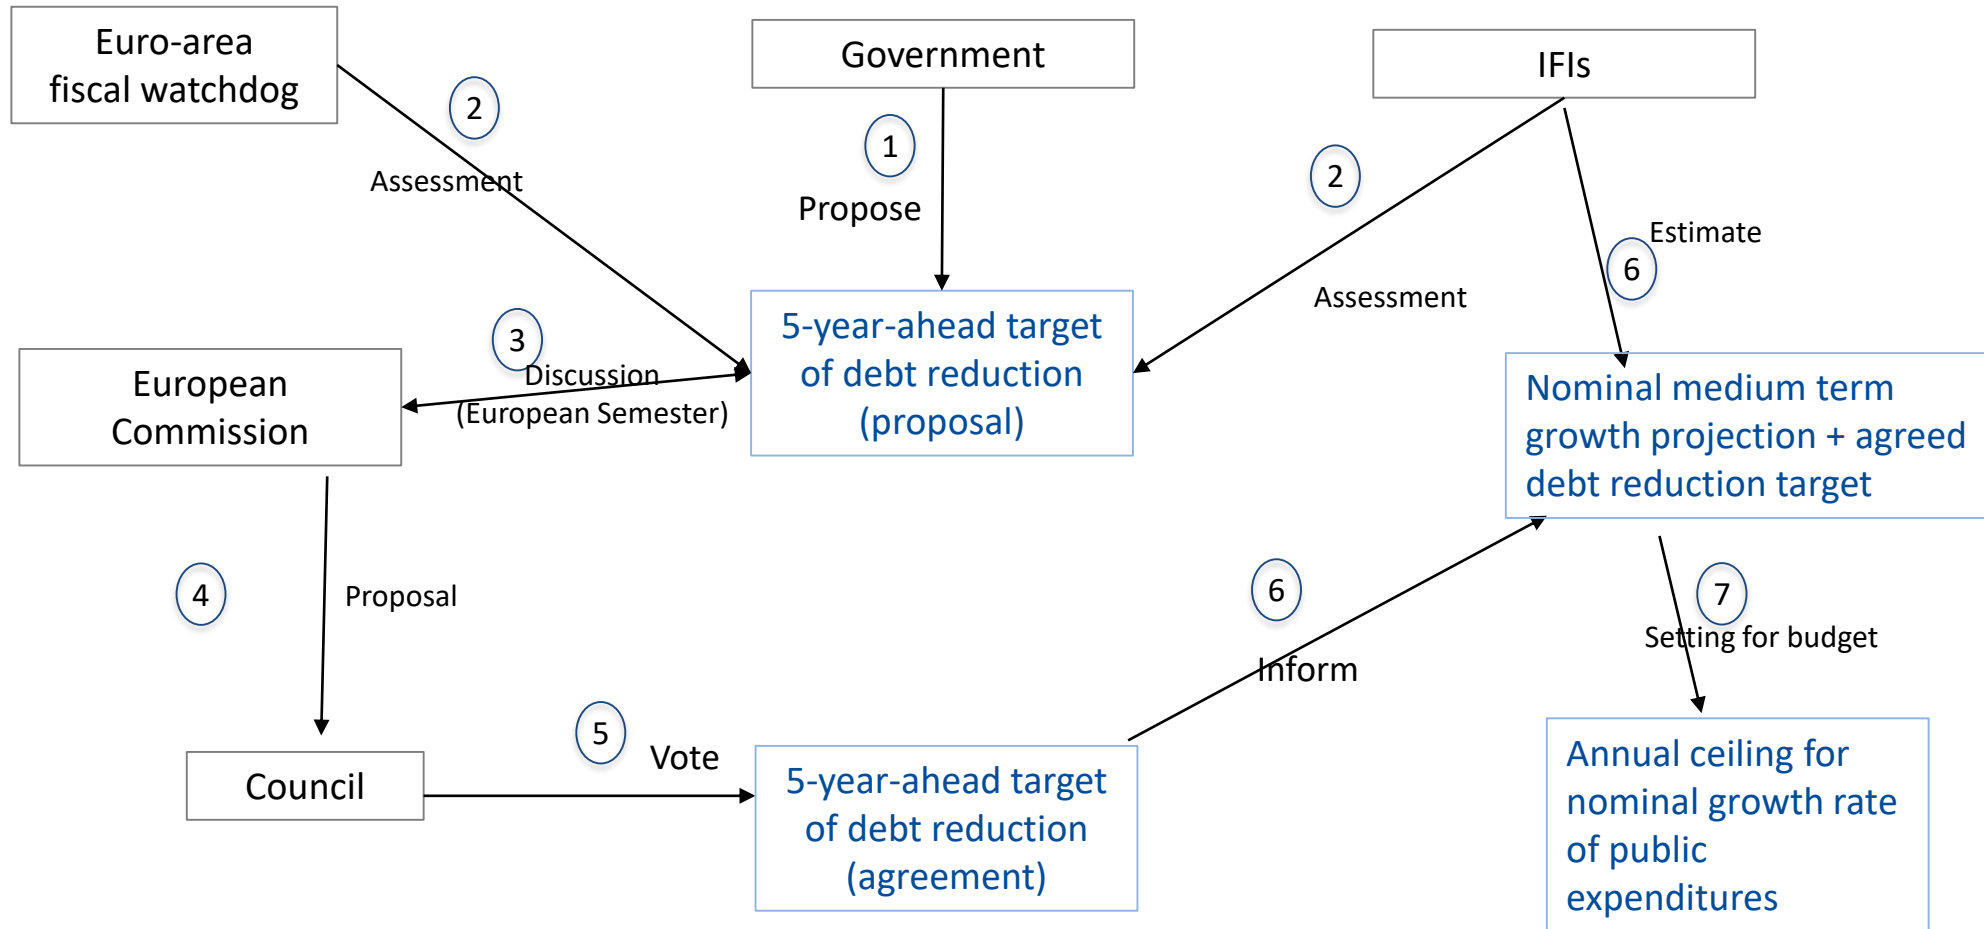 Euro-area
fiscal watchdog
Government
IFIs
2
1
2
Assessment
Propose
Estimate
6
Assessment
3
Discussion
(European Semester)
European
Commission
5-year-ahead target
of debt reduction
(proposal)
Nominal medium term
growth projection + agreed
debt reduction target
4
Proposal
6
Inform
7
Setting for budget
5
Vote
Council
5-year-ahead target
of debt reduction
(agreement)
Annual ceiling for
nominal growth rate
of public
expenditures